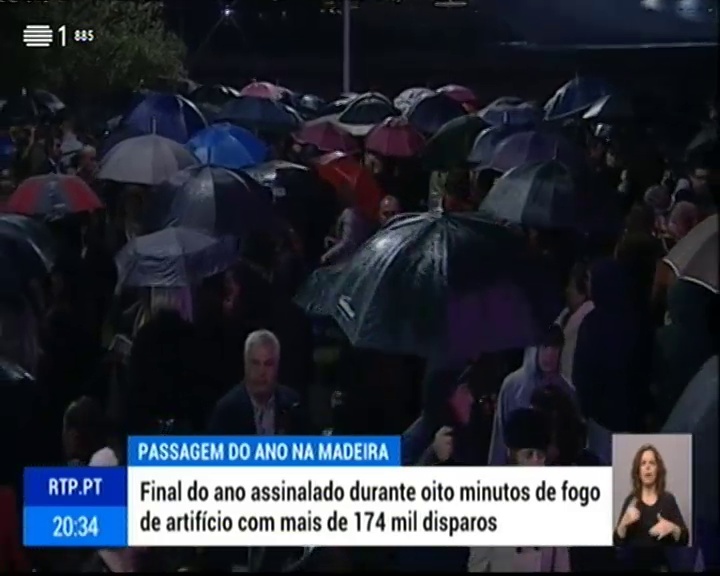 1 885
PASSAGEM DO ANO NA MADEIRA
RTP.PT
Final do ano assinalado durante oito minutos de fogo
de artifício com mais de 174 mil disparos
20:34